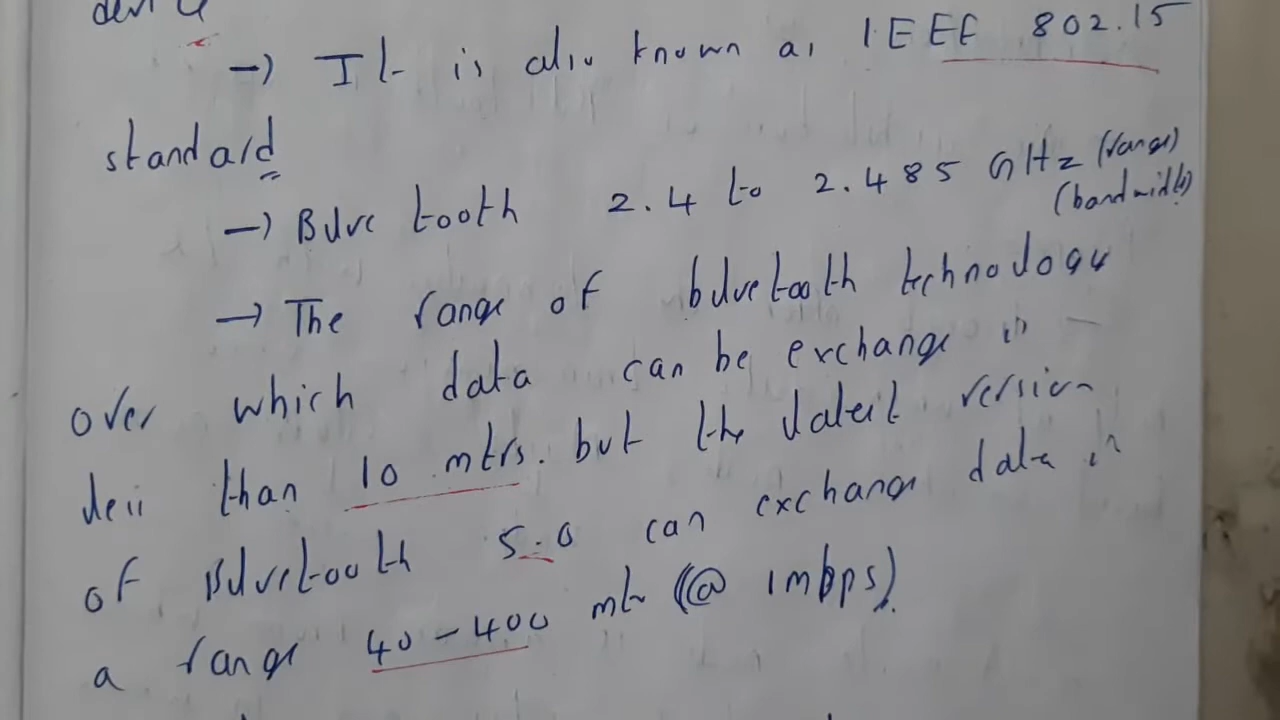 device
→ It is also known as IEEE 802.15
standard
→ Bluetooth 2.4 to 2.485 GHz (range)
(bandwidth)
→ The range of bluetooth technology
over which data can be exchange is
less than 10 mtrs. but the latest version
of Bluetooth 5.0 can exchange data in
a range 40-400 mtr (@ 1mbps).